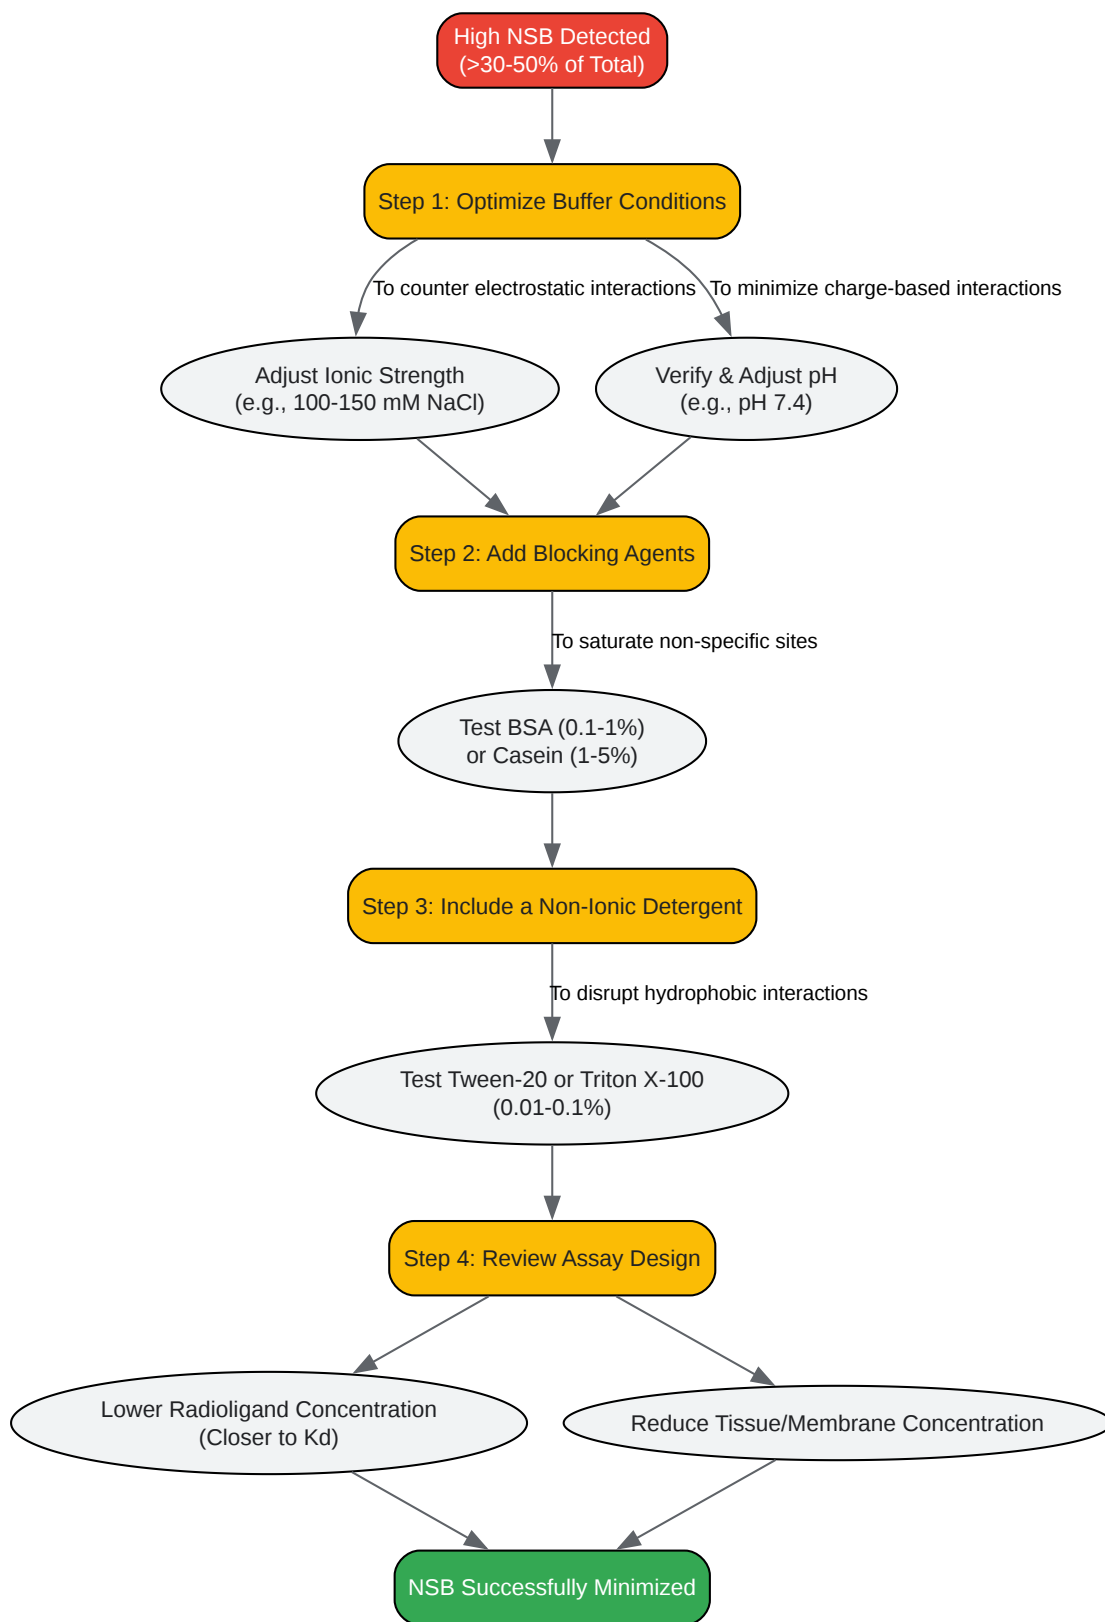 High NSB Detected
(>30-50% of Total)
Step 1: Optimize Buffer Conditions
To counter electrostatic interactions
To minimize charge-based interactions
Adjust Ionic Strength
(e.g., 100-150 mM NaCl)
Verify & Adjust pH
(e.g., pH 7.4)
Step 2: Add Blocking Agents
To saturate non-specific sites
Test BSA (0.1-1%)
or Casein (1-5%)
Step 3: Include a Non-Ionic Detergent
To disrupt hydrophobic interactions
Test Tween-20 or Triton X-100
(0.01-0.1%)
Step 4: Review Assay Design
Lower Radioligand Concentration
(Closer to Kd)
Reduce Tissue/Membrane Concentration
NSB Successfully Minimized